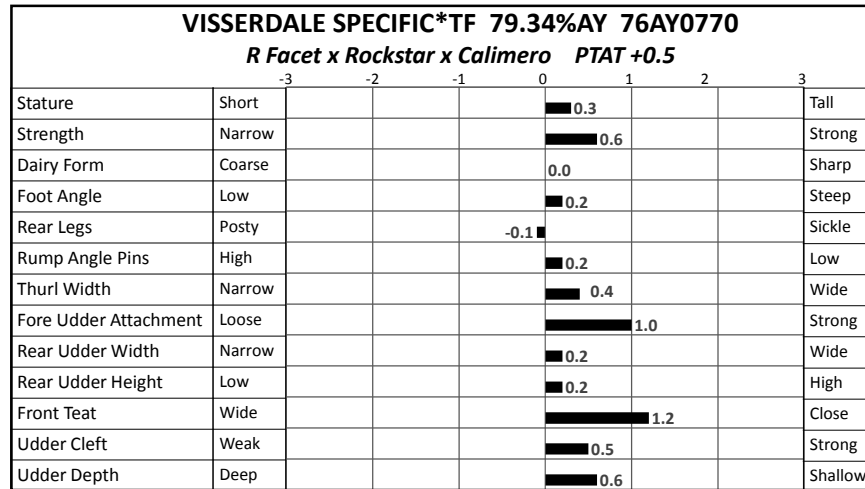 VISSERDALE SPECIFIC*TF 79.34%AY 76AY0770
R Facet x Rockstar x Calimero PTAT +0.5
-3 -2 -1 0 1 2 3
Stature Short 0.3 Tall
Strength Narrow 0.6 Strong
Dairy Form Coarse 0.0 Sharp
Foot Angle Low 0.2 Steep
Rear Legs Posty -0.1 Sickle
Rump Angle Pins High 0.2 Low
Thurl Width Narrow 0.4 Wide
Fore Udder Attachment Loose 1.0 Strong
Rear Udder Width Narrow 0.2 Wide
Rear Udder Height Low 0.2 High
Front Teat Wide 1.2 Close
Udder Cleft Weak 0.5 Strong
Udder Depth Deep 0.6 Shallow